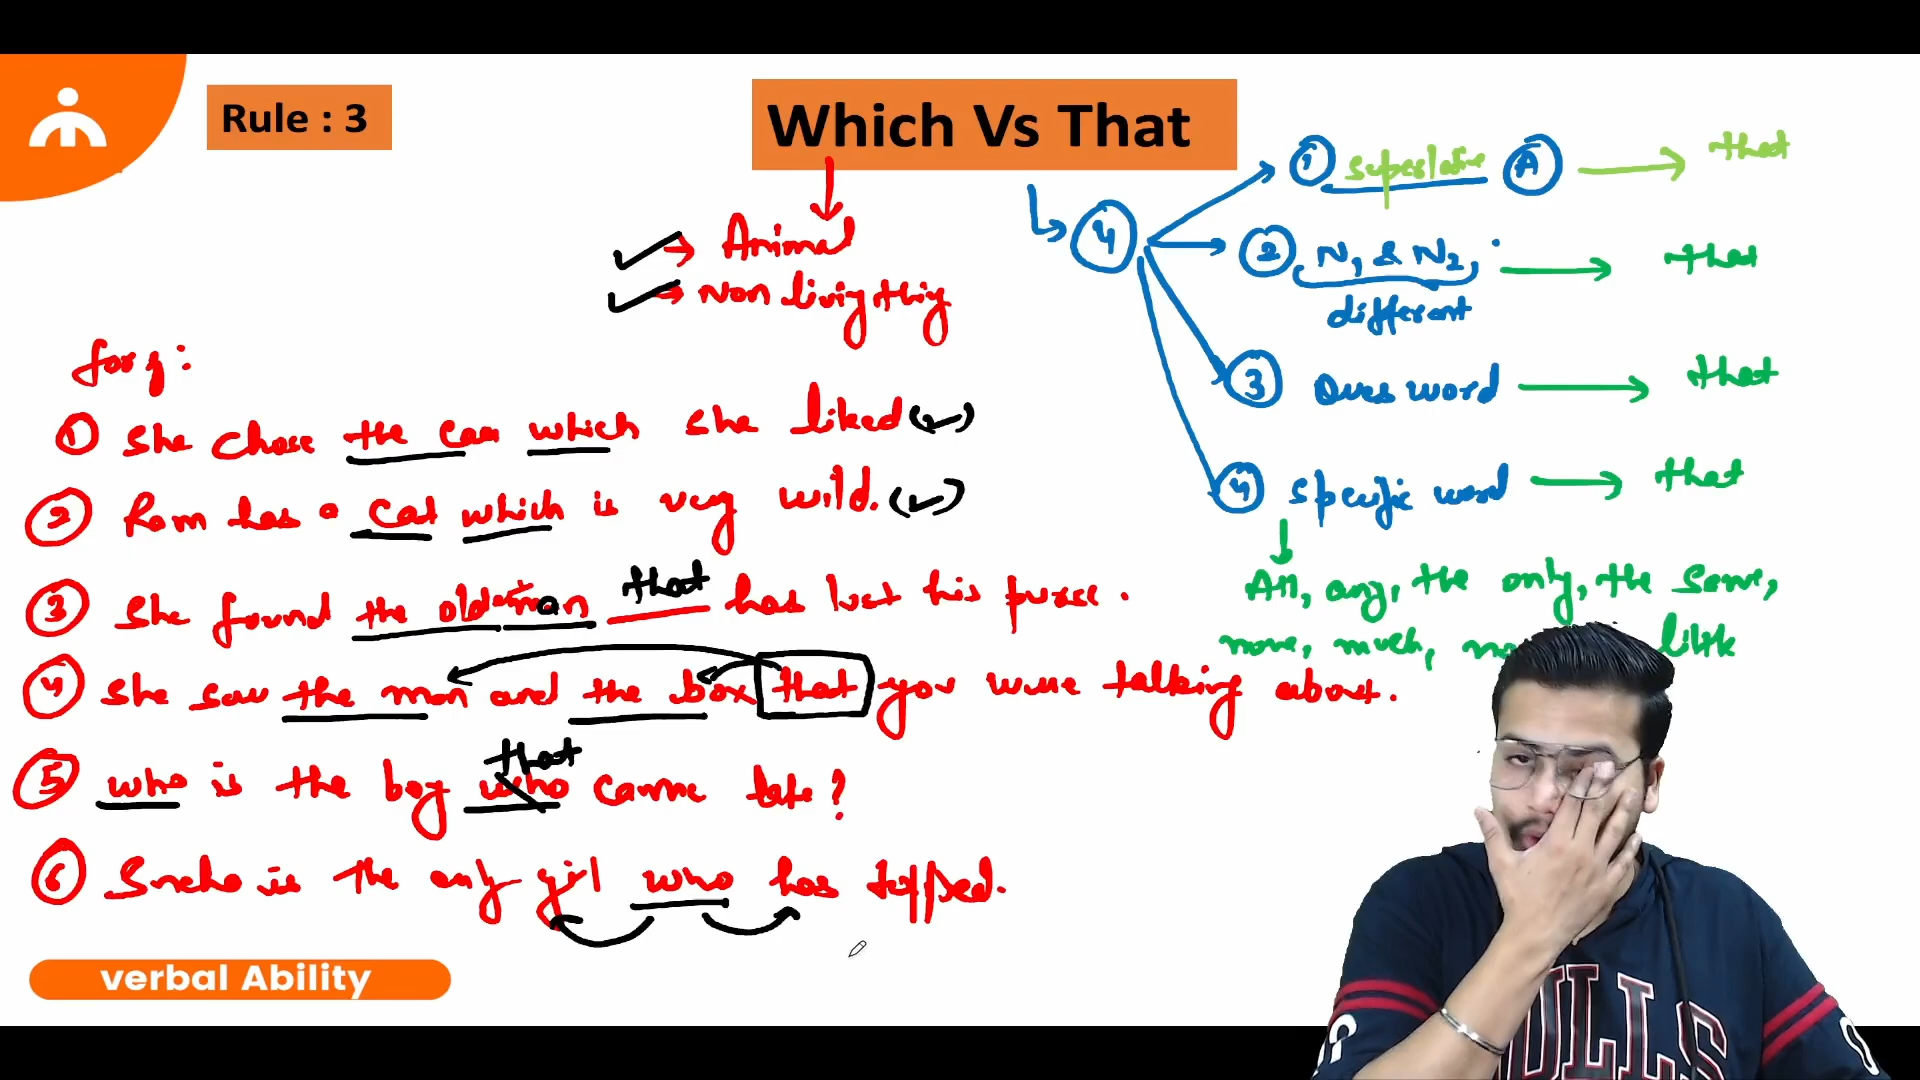 Rule : 3
Which Vs That
→ Animal
→ Non living thing
4
1 superlative A → that
2 N1 & N2, → that
different
3 Ques word → that
4 specific word → that
All, any, the only, the same,
none, much, little
for eg:
1 She chose the car which she liked (✓)
2 Ram has a cat which is very wild. (✓)
3 She found the oldest man that has lost his purse.
4 She saw the man and the box that you were talking about.
that
5 who is the boy who came late?
6 Sneha is the only girl who has topped.
verbal Ability
ULLS